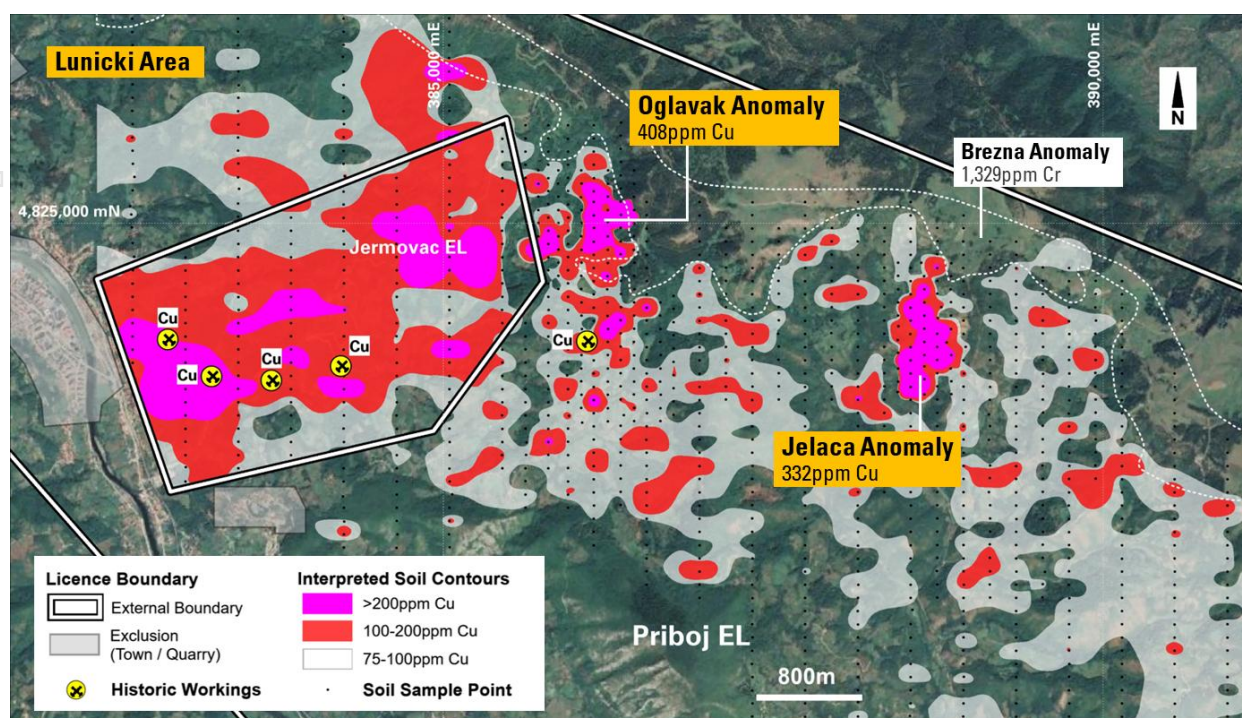 Lunicki Area
385,000 mE
390,000 mE
N
Oglavak Anomaly
408ppm Cu
Brezna Anomaly
1,329ppm Cr
4,825,000 mN
Jermovac EL
Cu
Cu
Cu
Cu
Cu
Jelaca Anomaly
332ppm Cu
Priboj EL
800m
Licence Boundary
External Boundary
Exclusion
(Town / Quarry)
Historic Workings
Interpreted Soil Contours
>200ppm Cu
100-200ppm Cu
75-100ppm Cu
Soil Sample Point